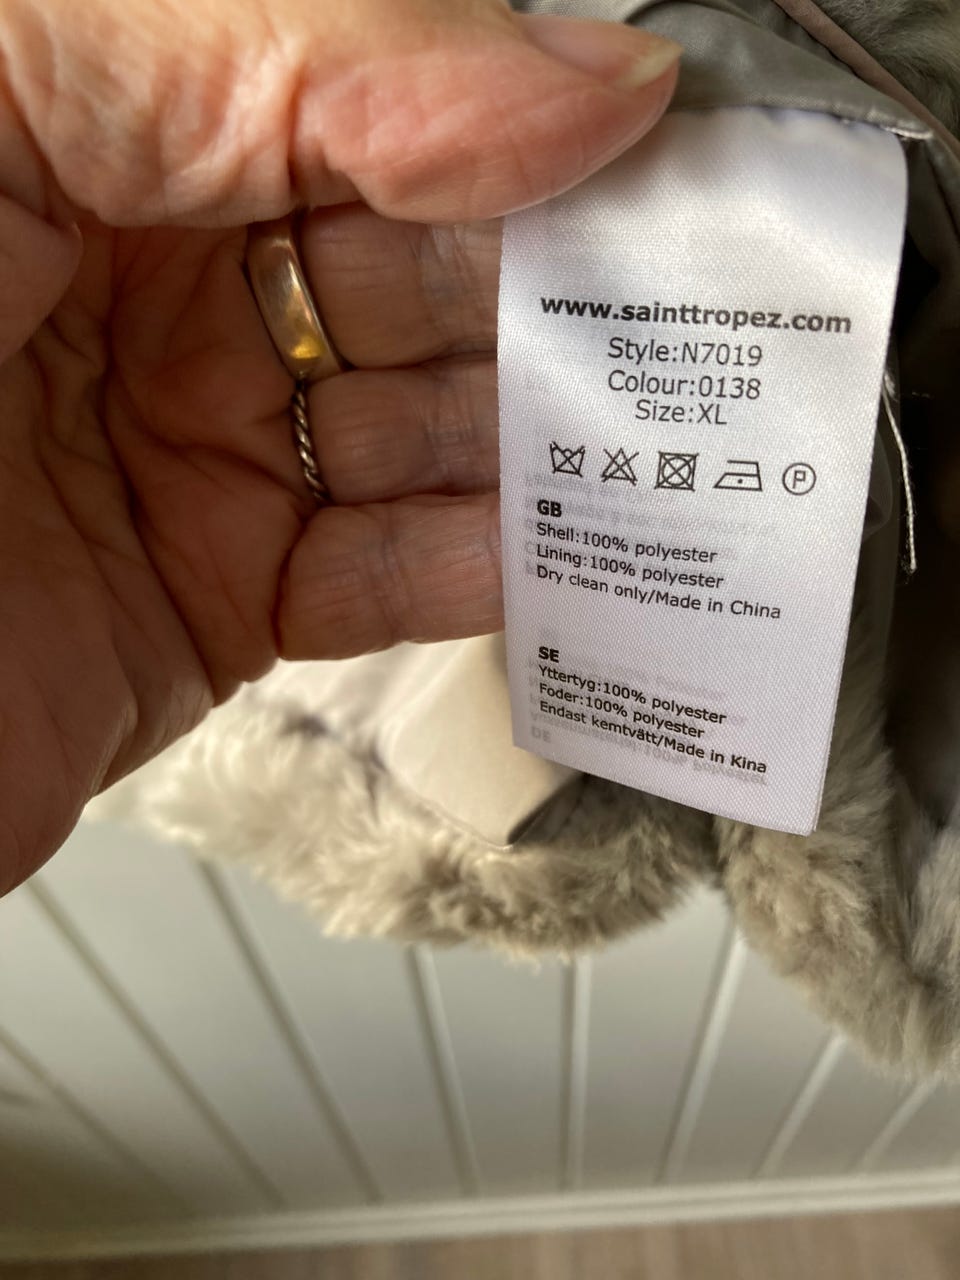 www.sainttropez.com
Style:N7019
Colour:0138
Size:XL
P
GB
Shell:100% polyester
Lining:100% polyester
Dry clean only/Made in China
SE
Yttertyg:100% polyester
Foder:100% polyester
Endast kemtvätt/Made in Kina